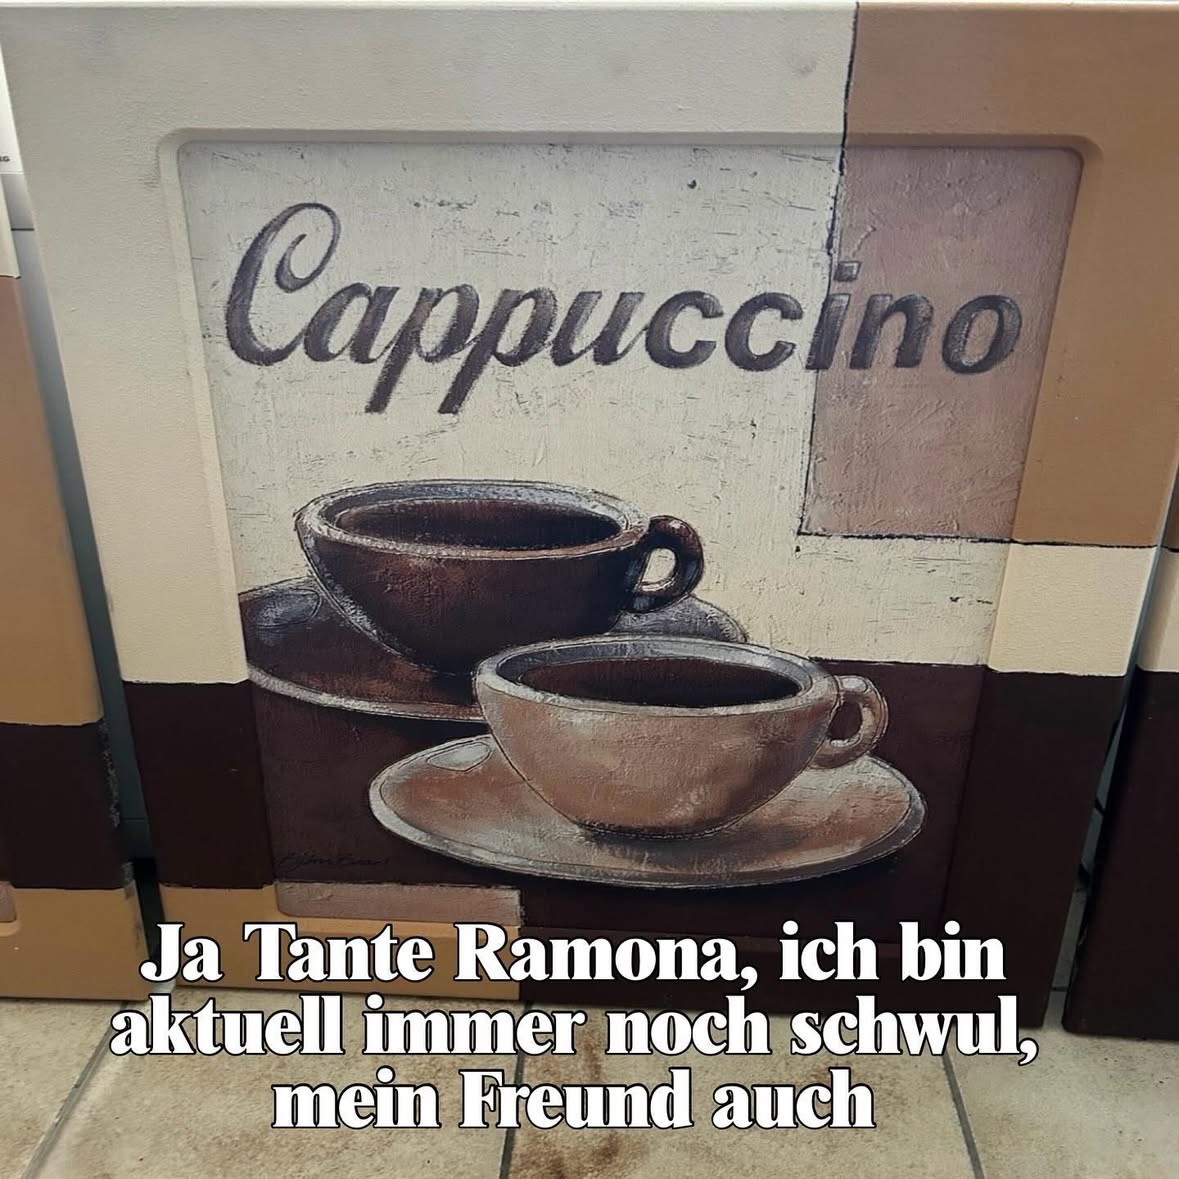 Cappuccino
Ja Tante Ramona, ich bin
aktuell immer noch schwul,
mein Freund auch